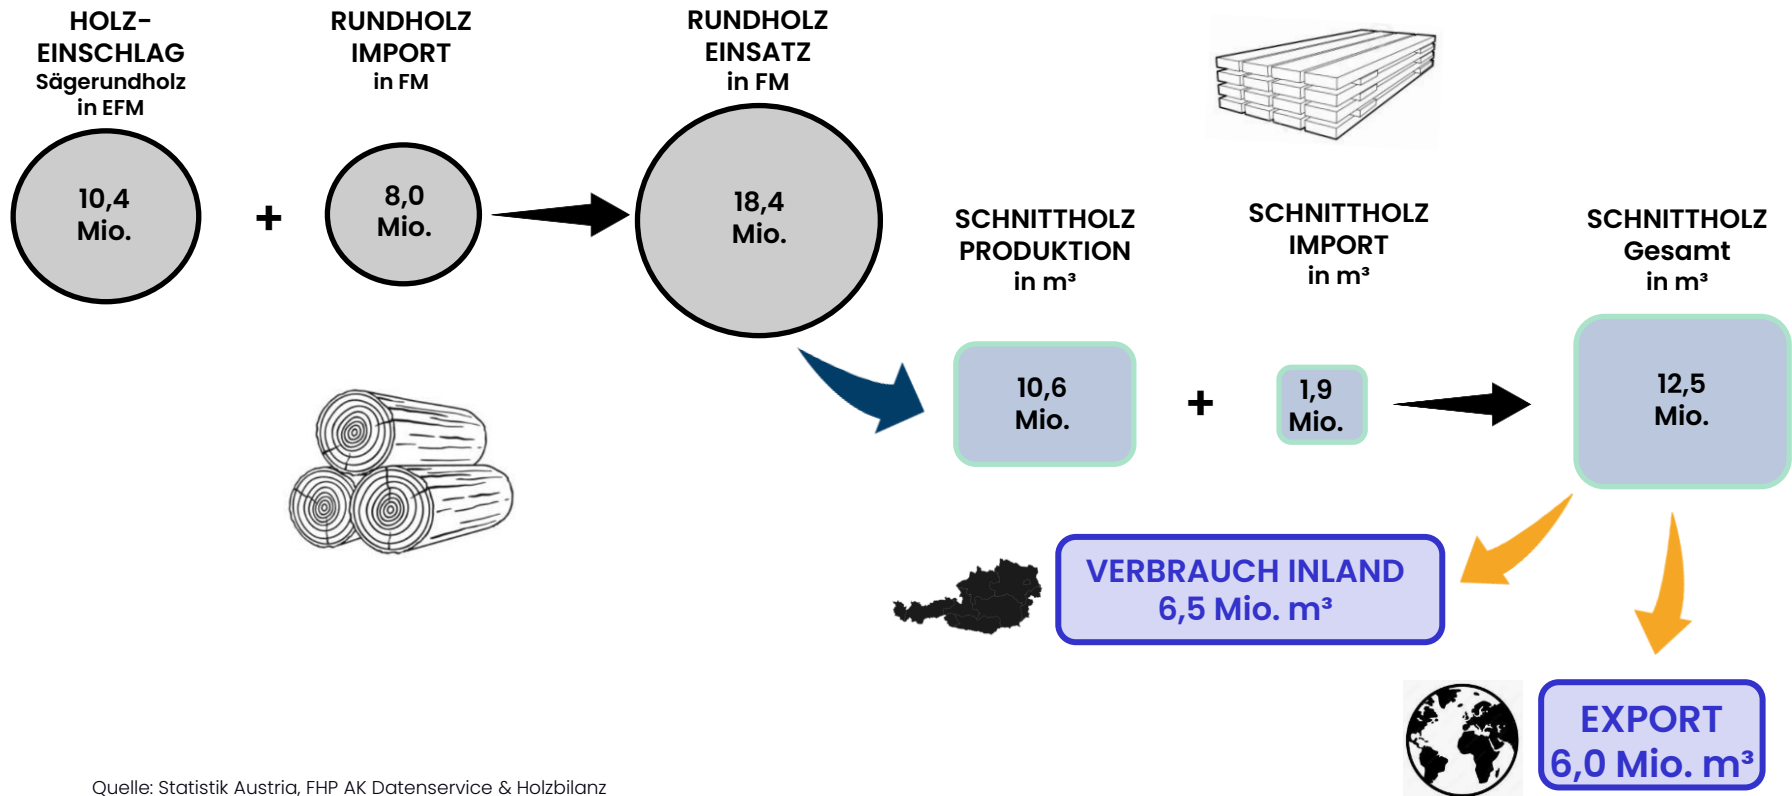 HOLZ-
EINSCHLAG
Sägerundholz
in EFM
10,4
Mio.
+
RUNDHOLZ
IMPORT
in FM
8,0
Mio.
RUNDHOLZ
EINSATZ
in FM
18,4
Mio.
SCHNITTHOLZ
PRODUKTION
in m³
10,6
Mio.
+
SCHNITTHOLZ
IMPORT
in m³
1,9
Mio.
SCHNITTHOLZ
Gesamt
in m³
12,5
Mio.
VERBRAUCH INLAND
6,5 Mio. m³
EXPORT
6,0 Mio. m³
Quelle: Statistik Austria, FHP AK Datenservice & Holzbilanz